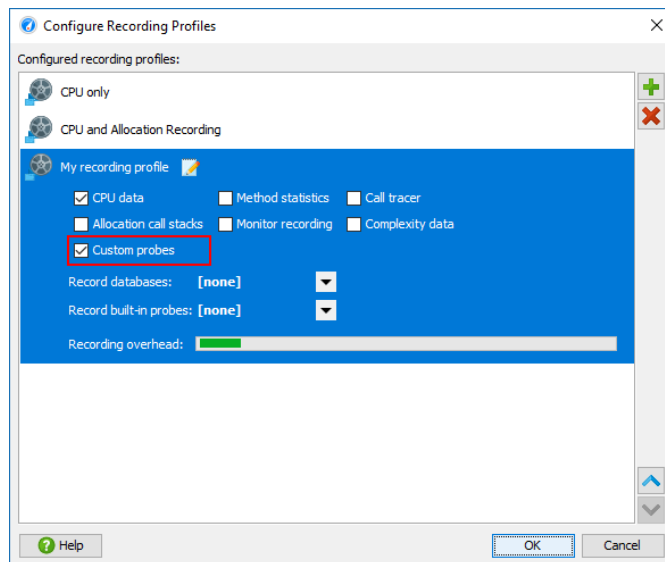 Configure Recording Profiles
Configured recording profiles:
CPU only
CPU and Allocation Recording
My recording profile
CPU data Method statistics Call tracer
Allocation call stacks Monitor recording Complexity data
Custom probes
Record databases: [none]
Record built-in probes: [none]
Recording overhead:
Help OK Cancel